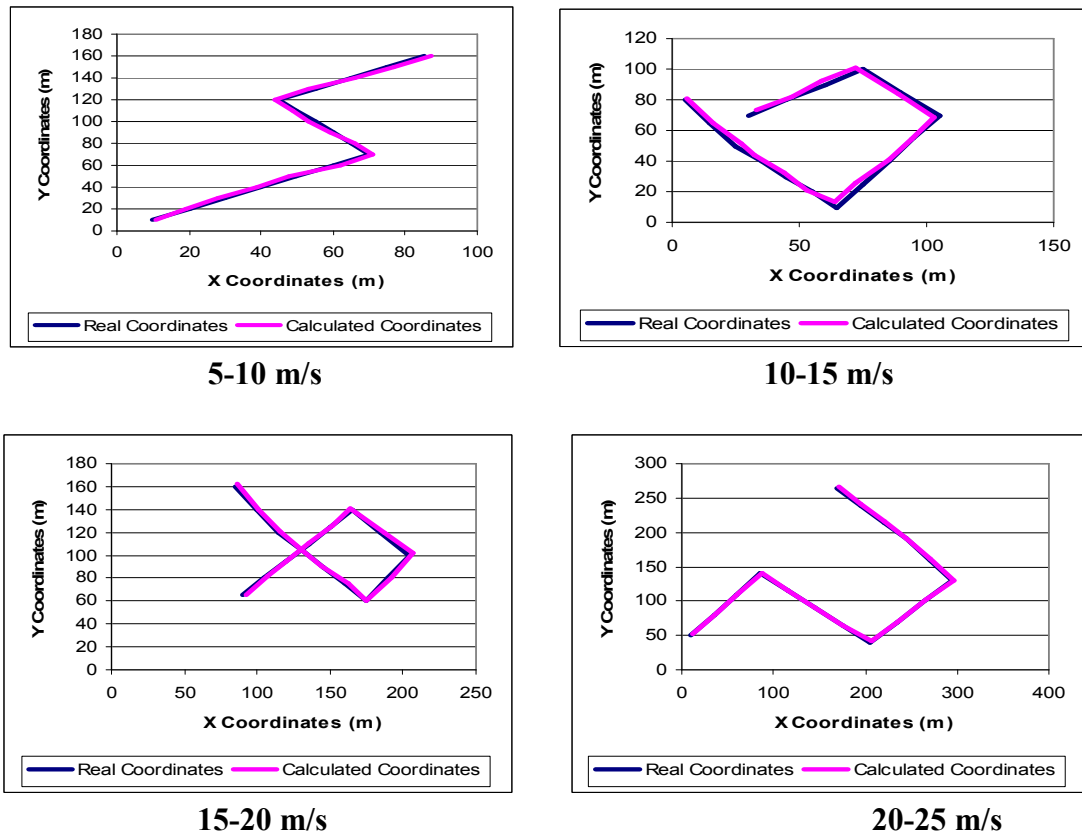 180
160
140
120
100
80
60
40
20
0
Y Coordinates (m)
0 20 40 60 80 100
X Coordinates (m)
Real Coordinates Calculated Coordinates
5-10 m/s
120
100
80
60
40
20
0
Y Coordinates (m)
0 50 100 150
X Coordinates (m)
Real Coordinates Calculated Coordinates
10-15 m/s
180
160
140
120
100
80
60
40
20
0
Y Coordinates (m)
0 50 100 150 200 250
X Coordinates (m)
Real Coordinates Calculated Coordinates
15-20 m/s
300
250
200
150
100
50
0
Y Coordinates (m)
0 100 200 300 400
X Coordinates (m)
Real Coordinates Calculated Coordinates
20-25 m/s